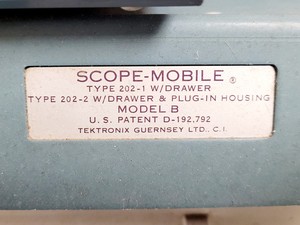 SCOPE-MOBILE ®
TYPE 202-1 W/DRAWER
TYPE 202-2 W/DRAWER & PLUG-IN HOUSING
MODEL B
U.S. PATENT D-192,792
TEKTRONIX GUERNSEY LTD., C.I.